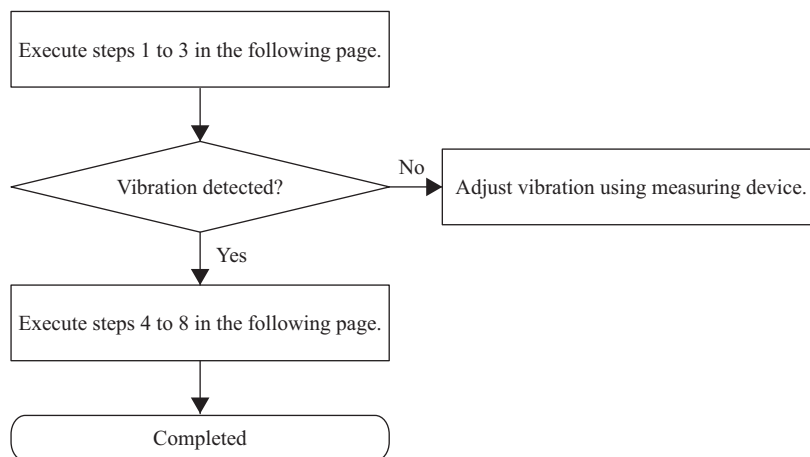 Execute steps 1 to 3 in the following page.
Vibration detected?
No
Adjust vibration using measuring device.
Yes
Execute steps 4 to 8 in the following page.
Completed